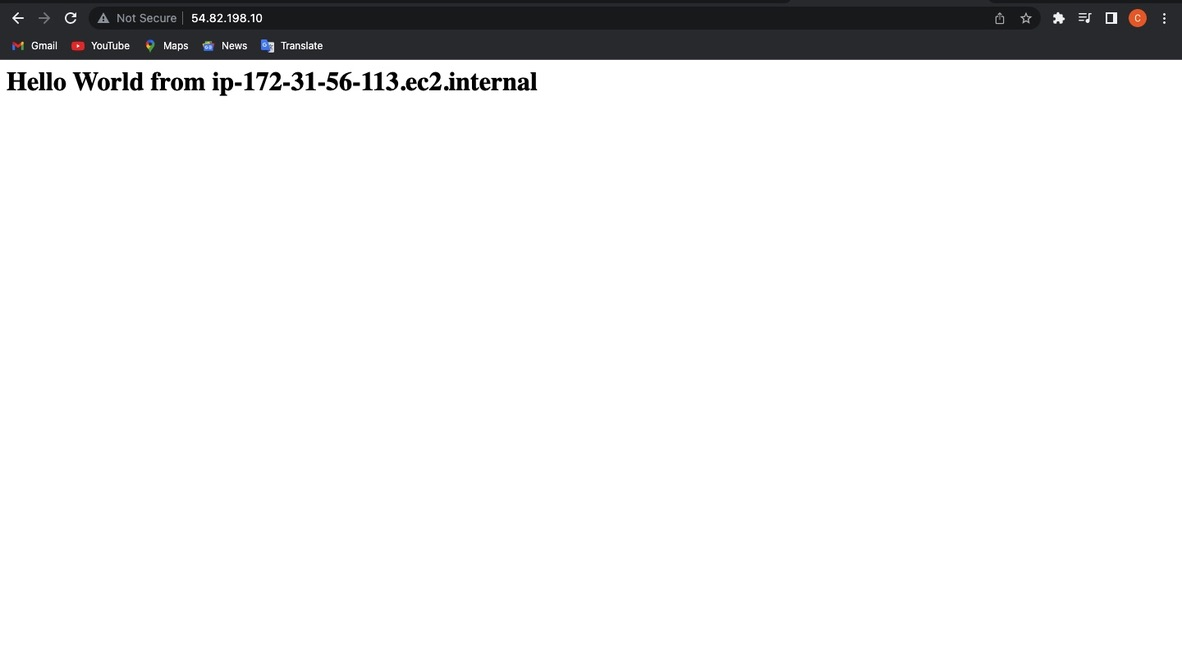 Not Secure 54.82.198.10
C
Gmail YouTube Maps News Translate
Hello World from ip-172-31-56-113.ec2.internal